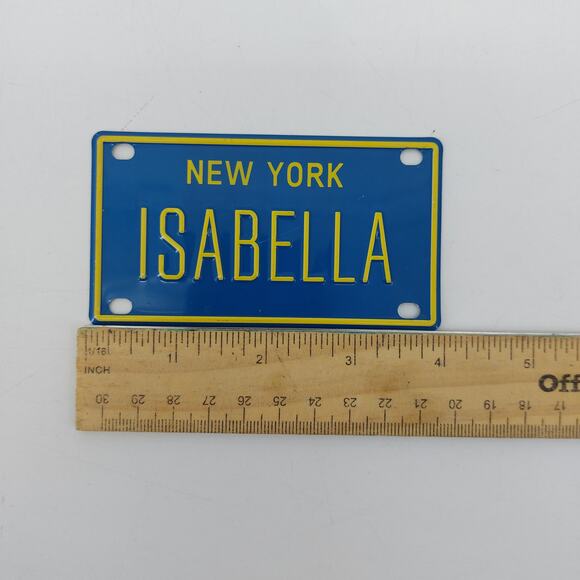 NEW YORK
ISABELLA
1/16
INCH
1 2 3 4 5
Off
30 29 28 27 26 25 24 23 22 21 20 19 18 17